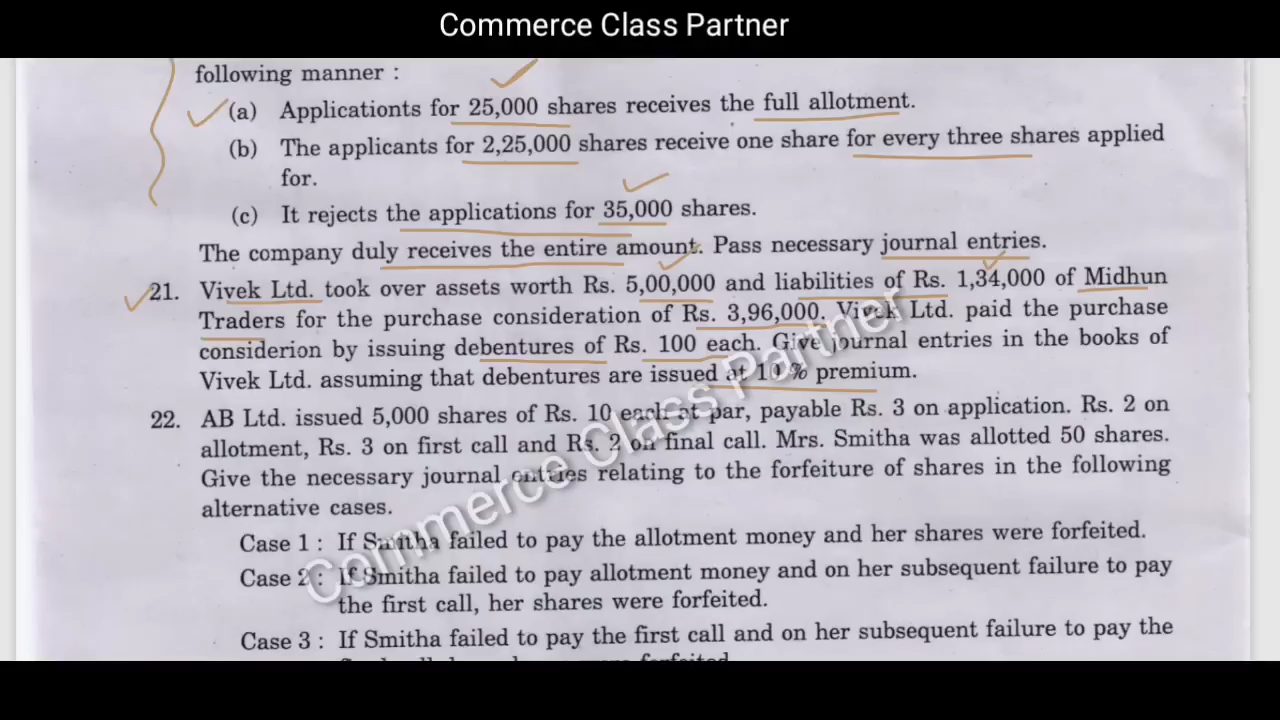 Commerce Class Partner
following manner :
(a) Applicationts for 25,000 shares receives the full allotment.
(b) The applicants for 2,25,000 shares receive one share for every three shares applied
for.
(c) It rejects the applications for 35,000 shares.
The company duly receives the entire amount. Pass necessary journal entries.
21. Vivek Ltd. took over assets worth Rs. 5,00,000 and liabilities of Rs. 1,34,000 of Midhun
Traders for the purchase consideration of Rs. 3,96,000. Vivek Ltd. paid the purchase
considerion by issuing debentures of Rs. 100 each. Give journal entries in the books of
Vivek Ltd. assuming that debentures are issued at 10 % premium.
22. AB Ltd. issued 5,000 shares of Rs. 10 each at par, payable Rs. 3 on application. Rs. 2 on
allotment, Rs. 3 on first call and Rs. 2 on final call. Mrs. Smitha was allotted 50 shares.
Give the necessary journal entries relating to the forfeiture of shares in the following
alternative cases.
Case 1 : If Smitha failed to pay the allotment money and her shares were forfeited.
Case 2 : If Smitha failed to pay allotment money and on her subsequent failure to pay
the first call, her shares were forfeited.
Case 3 : If Smitha failed to pay the first call and on her subsequent failure to pay the
Commerce Class Partner